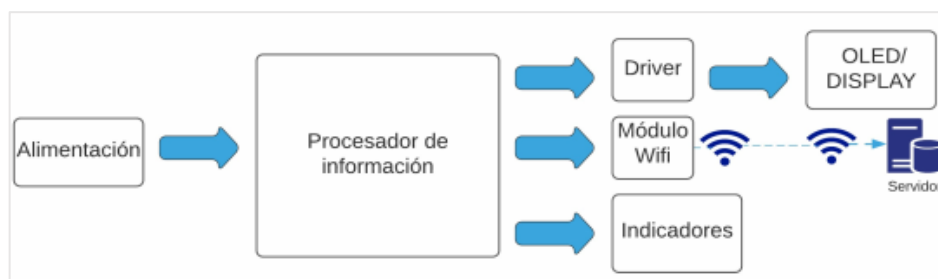 Alimentación
Procesador de
información
Driver
OLED/
DISPLAY
Módulo
Wifi
Servidor
Indicadores